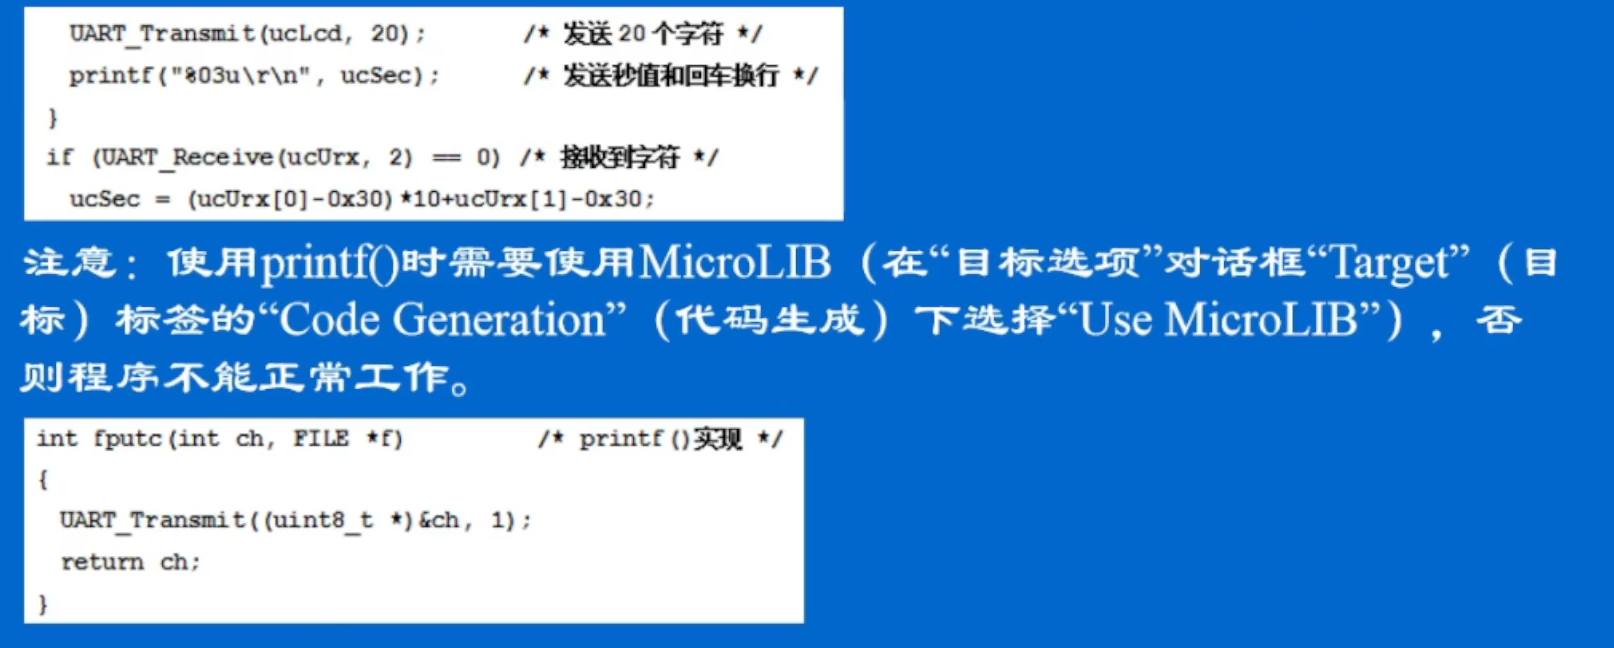 UART_Transmit(ucLcd, 20);          /* 发送 20 个字符 */
printf("%03u\r\n", ucSec);         /* 发送秒值和回车换行 */
}
if (UART_Receive(ucUrx, 2) == 0) /* 接收到字符 */
ucSec = (ucUrx[0]-0x30)*10+ucUrx[1]-0x30;
注意：使用printf()时需要使用MicroLIB（在“目标选项”对话框“Target”（目
标）标签的“Code Generation”（代码生成）下选择“Use MicroLIB”），否
则程序不能正常工作。
int fputc(int ch, FILE *f)         /* printf()实现 */
{
UART_Transmit((uint8_t *)&ch, 1);
return ch;
}